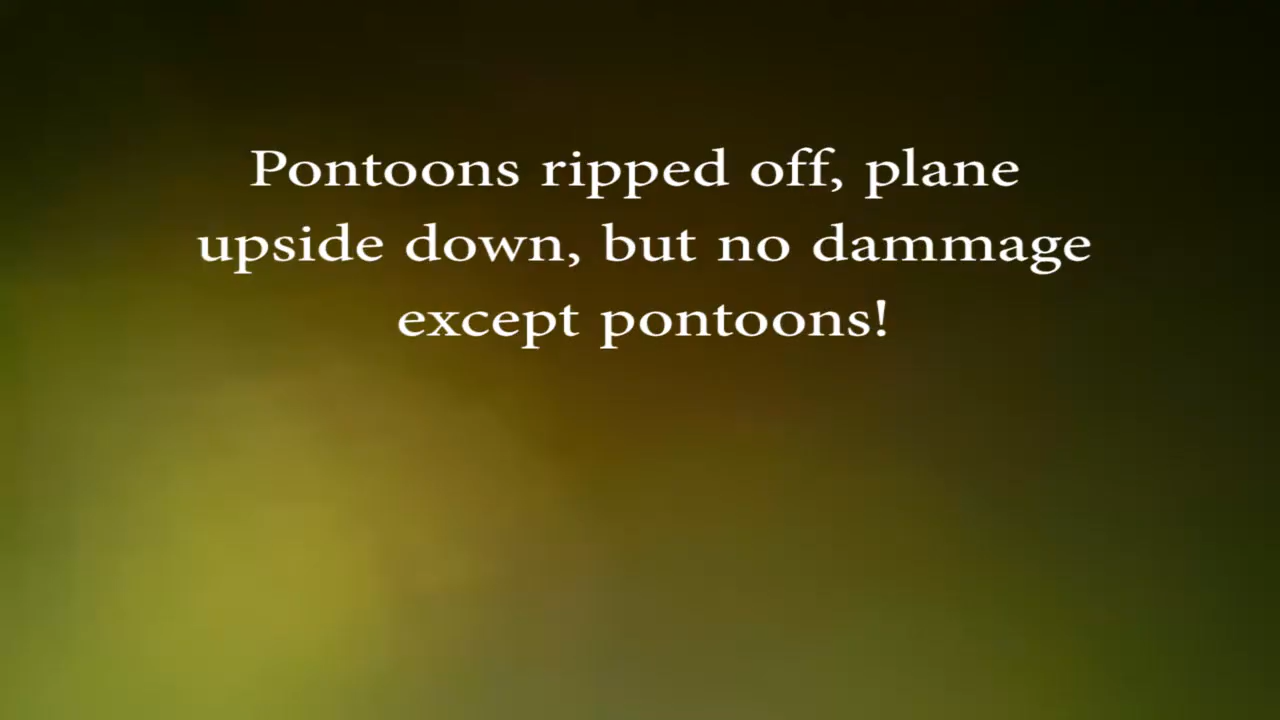 Pontoons ripped off, plane
upside down, but no dammage
except pontoons!